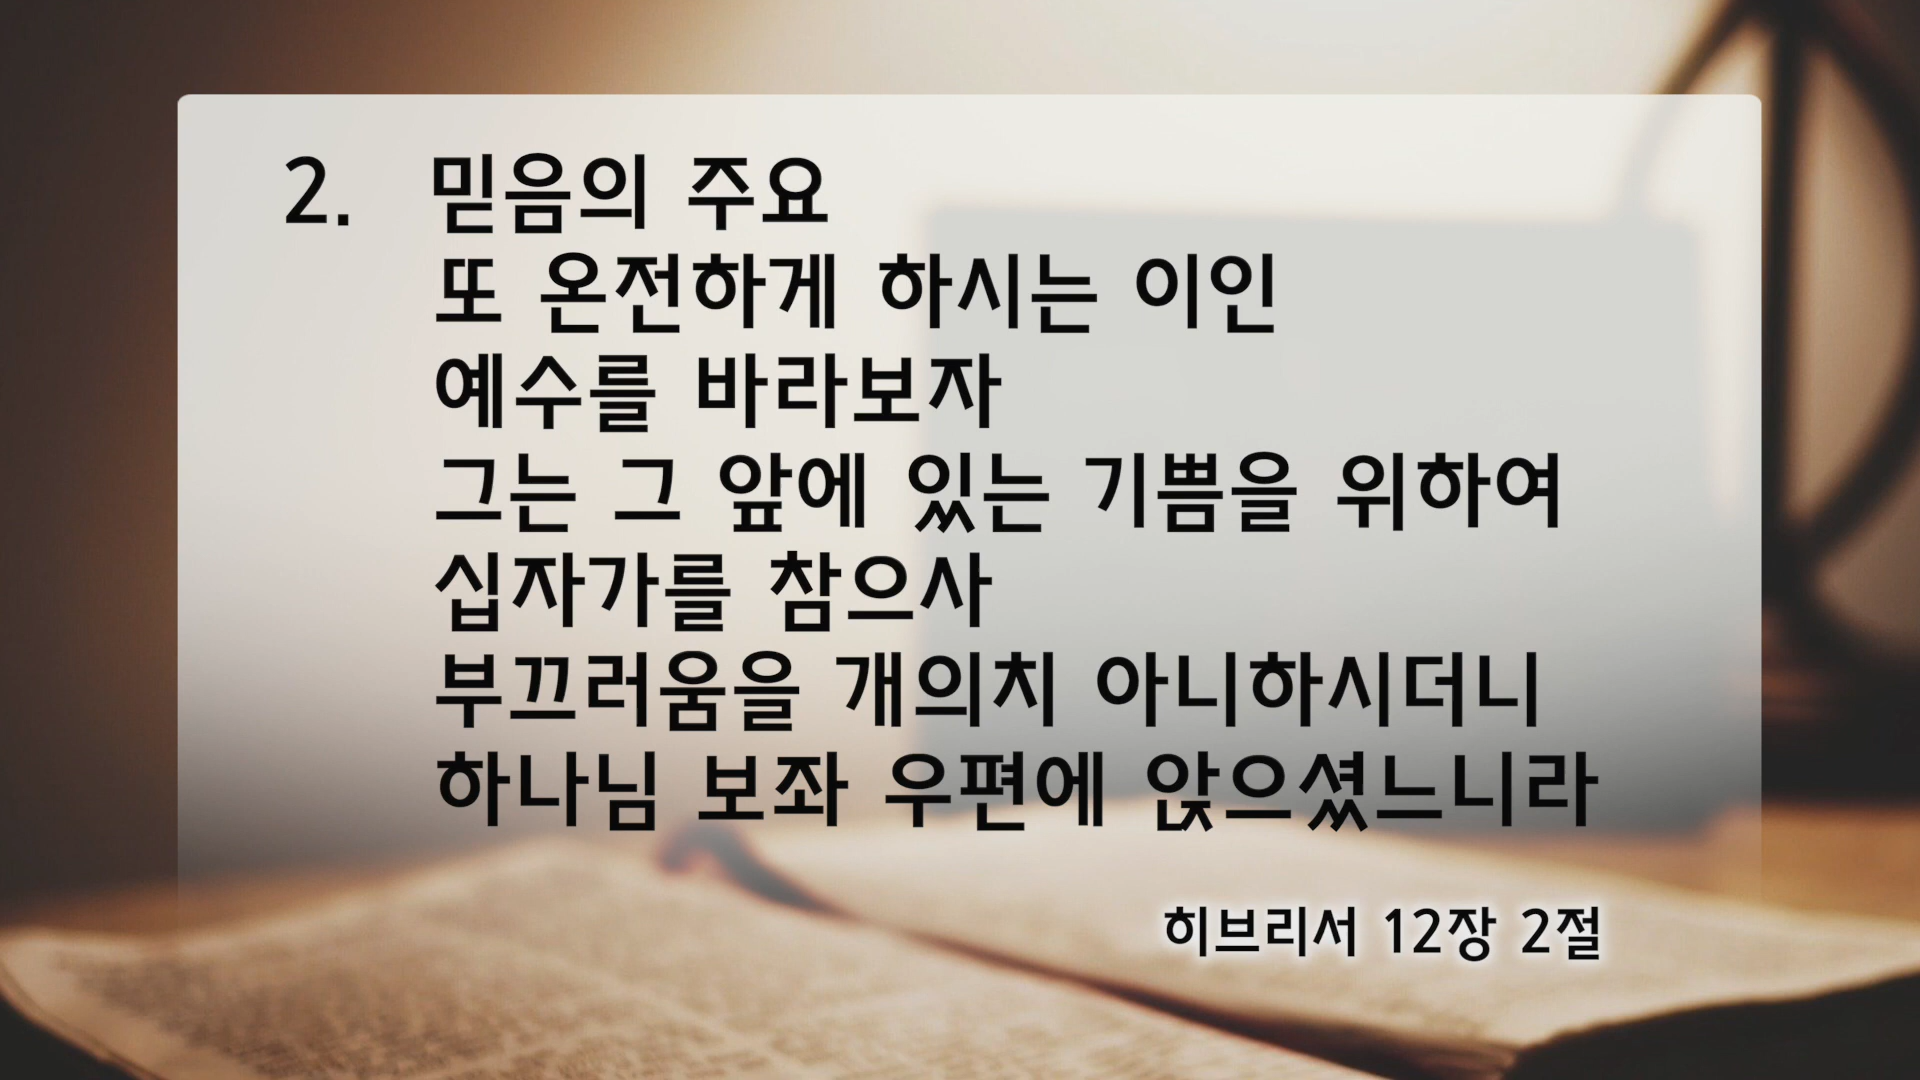 2. 믿음의 주요
또 온전하게 하시는 이인
예수를 바라보자
그는 그 앞에 있는 기쁨을 위하여
십자가를 참으사
부끄러움을 개의치 아니하시더니
하나님 보좌 우편에 앉으셨느니라
히브리서 12장 2절